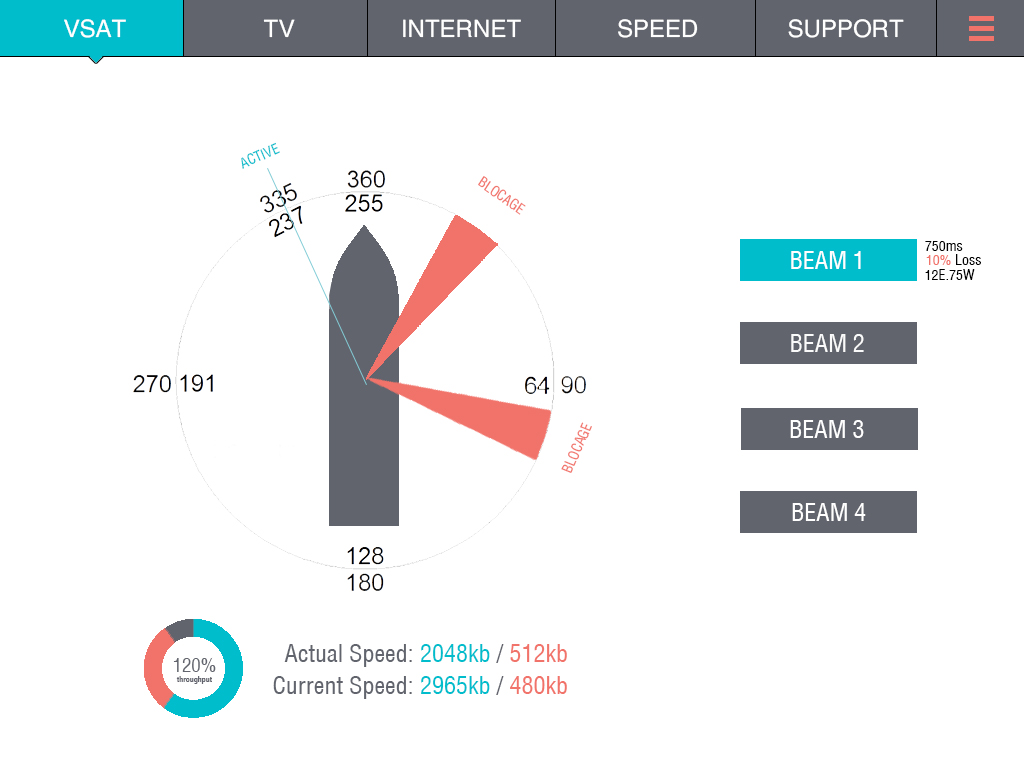 VSAT
TV
INTERNET
SPEED
SUPPORT
ACTIVE
335
237
360
255
BLOCAGE
270 191
64 90
BLOCAGE
128
180
BEAM 1
750ms
10% Loss
12E.75W
BEAM 2
BEAM 3
BEAM 4
120%
throughput
Actual Speed: 2048kb / 512kb
Current Speed: 2965kb / 480kb